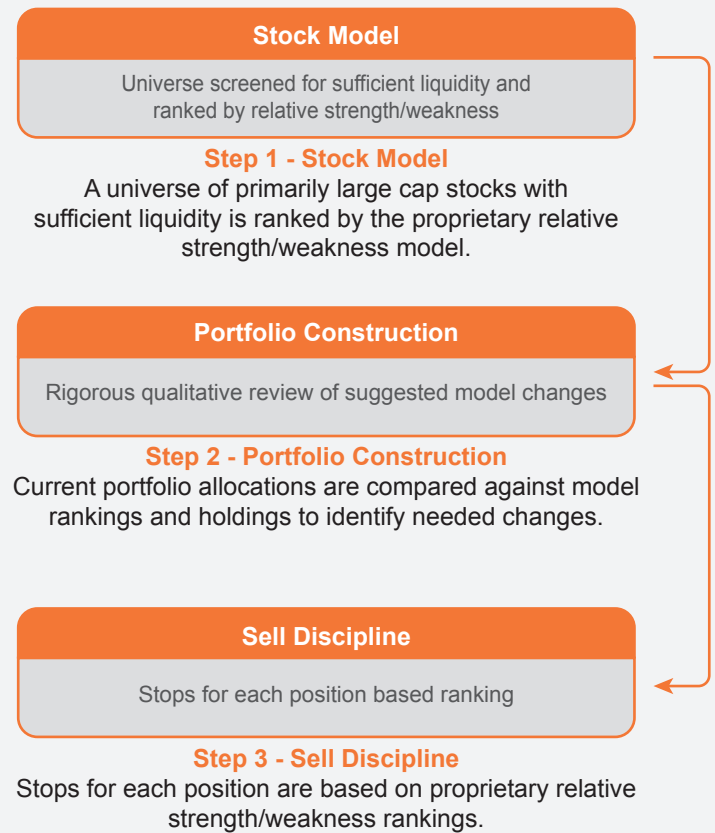 Stock Model
Universe screened for sufficient liquidity and
ranked by relative strength/weakness
Step 1 - Stock Model
A universe of primarily large cap stocks with
sufficient liquidity is ranked by the proprietary relative
strength/weakness model.
Portfolio Construction
Rigorous qualitative review of suggested model changes
Step 2 - Portfolio Construction
Current portfolio allocations are compared against model
rankings and holdings to identify needed changes.
Sell Discipline
Stops for each position based ranking
Step 3 - Sell Discipline
Stops for each position are based on proprietary relative
strength/weakness rankings.